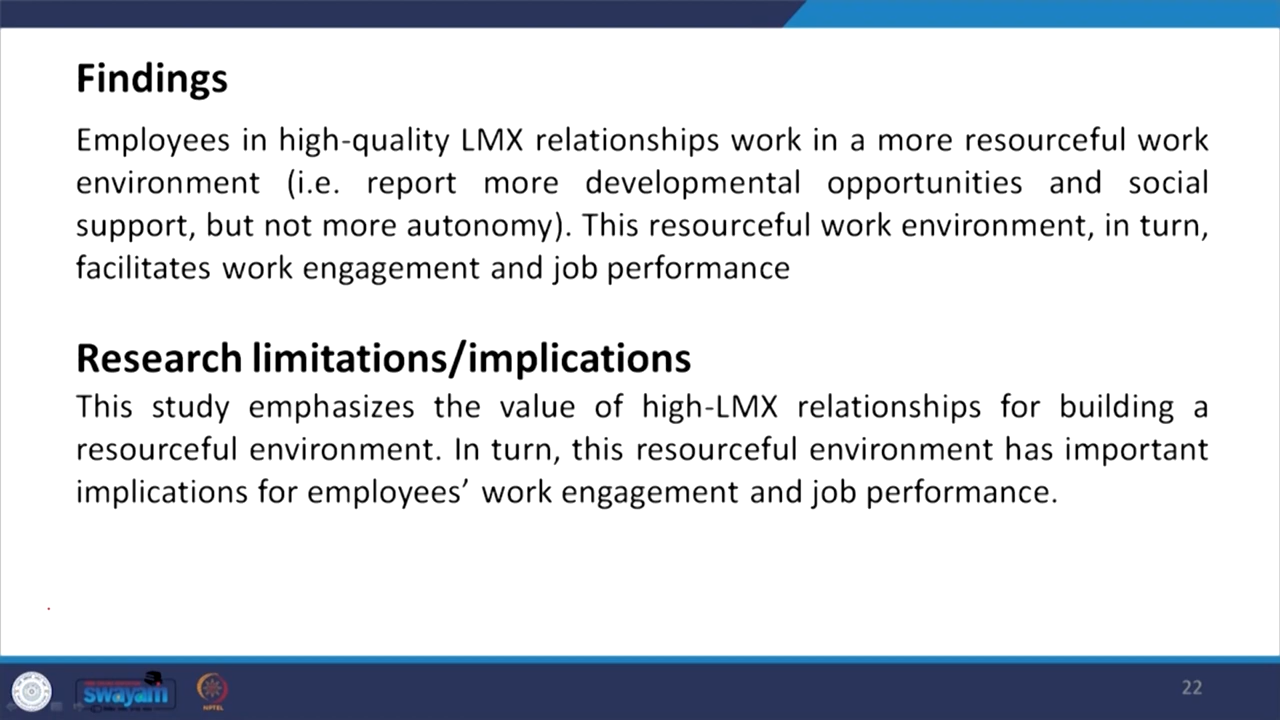 Findings
Employees in high-quality LMX relationships work in a more resourceful work
environment (i.e. report more developmental opportunities and social
support, but not more autonomy). This resourceful work environment, in turn,
facilitates work engagement and job performance
Research limitations/implications
This study emphasizes the value of high-LMX relationships for building a
resourceful environment. In turn, this resourceful environment has important
implications for employees’ work engagement and job performance.
swayam
NPTEL
22